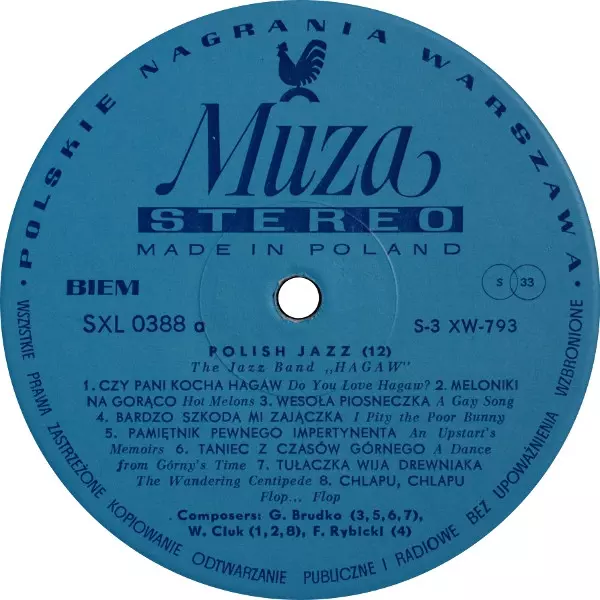 • POLSKIE NAGRANIA WARSZAWA •
Muza
STEREO
MADE IN POLAND
BIEM
S 33
SXL 0388 a
S-3 XW-793
POLISH JAZZ (12)
The Jazz Band „HAGAW”
1. CZY PANI KOCHA HAGAW Do You Love Hagaw? 2. MELONIKI
NA GORĄCO Hot Melons 3. WESOŁA PIOSNECZKA A Gay Song
4. BARDZO SZKODA MI ZAJĄCZKA I Pity the Poor Bunny
5. PAMIĘTNIK PEWNEGO IMPERTYNENTA An Upstart's
Memoirs 6. TANIEC Z CZASÓW GÓRNEGO A Dance
from Górny's Time 7. TUŁACZKA WIJA DREWNIAKA
The Wandering Centipede 8. CHLAPU, CHLAPU
Flop... Flop
Composers: G. Brudko (3, 5, 6, 7),
W. Ciuk (1, 2, 8), F. Rybicki (4)
WSZYSTKIE PRAWA ZASTRZEŻONE KOPIOWANIE ODTWARZANIE PUBLICZNE I RADIOWE BEZ UPOWAŻNIENIA WZBRONIONE